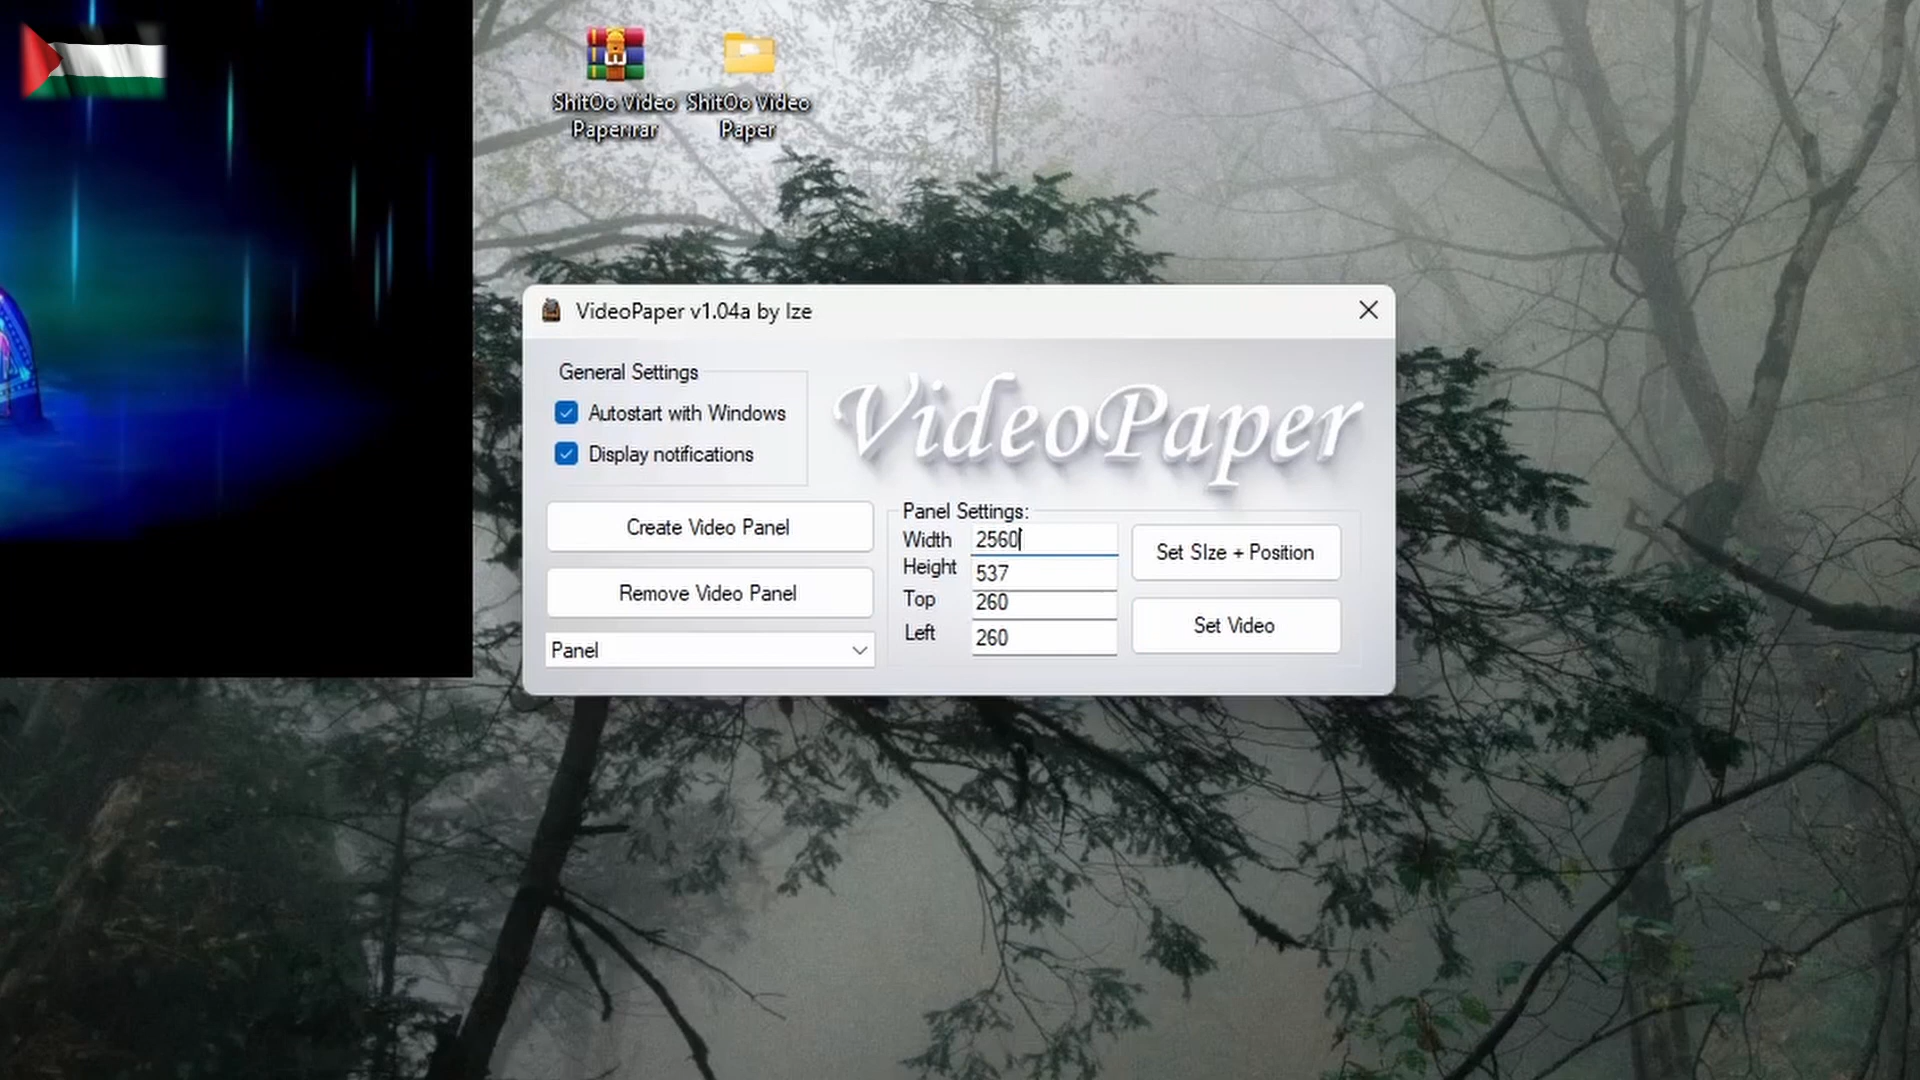 ShitOo Video
Paper.rar
ShitOo Video
Paper
VideoPaper v1.04a by Ize
General Settings
Autostart with Windows
Display notifications
VideoPaper
Create Video Panel
Remove Video Panel
Panel
Panel Settings:
Width 2560
Height 537
Top 260
Left 260
Set SIze + Position
Set Video